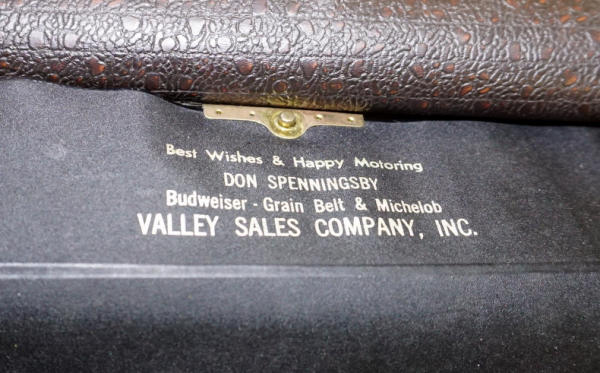 Best Wishes & Happy Motoring
DON SPENNINGSBY
Budweiser - Grain Belt & Michelob
VALLEY SALES COMPANY, INC.